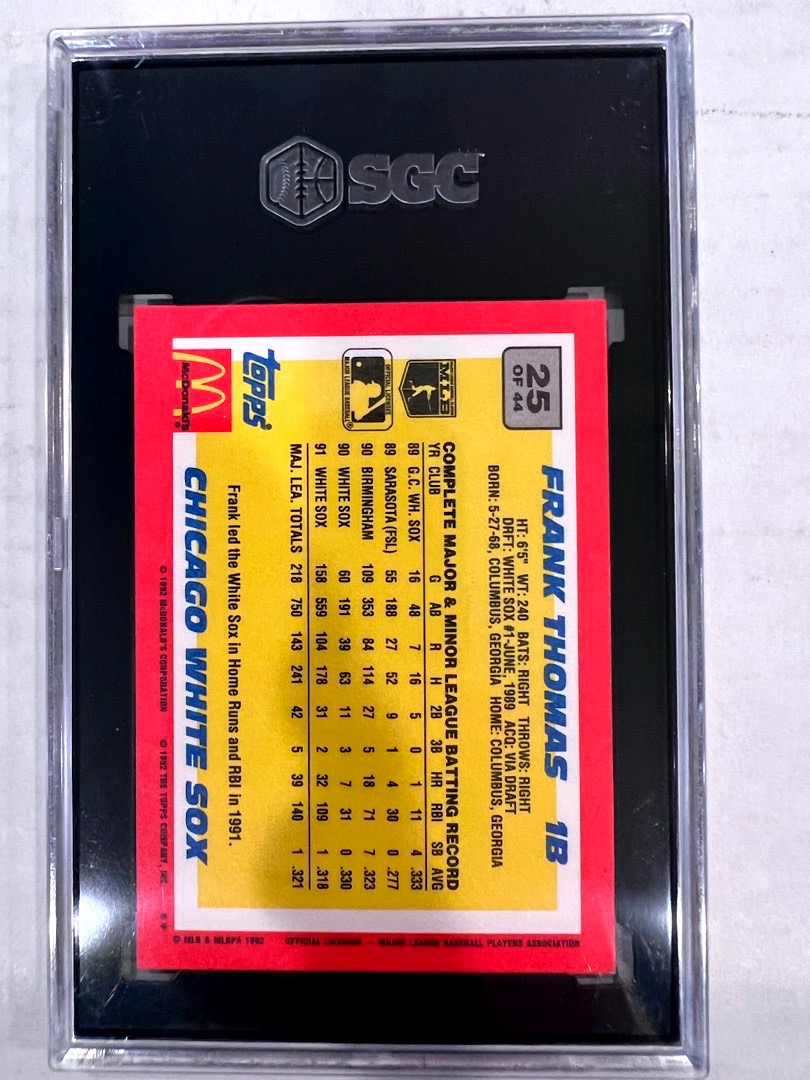 SGC
25
OF 44
FRANK THOMAS 1B
HT: 6'5" WT: 240 BATS: RIGHT THROWS: RIGHT
DRFT: WHITE SOX #1-JUNE, 1989 ACQ: VIA DRAFT
BORN: 5-27-68, COLUMBUS, GEORGIA HOME: COLUMBUS, GEORGIA
MLB
COMPLETE MAJOR & MINOR LEAGUE BATTING RECORD
YR CLUB G AB R H 2B 3B HR RBI SB AVG
89 G.C. WH. SOX 16 48 7 16 5 0 1 11 4 .333
89 SARASOTA (FSL) 55 188 27 52 9 1 4 30 0 .277
90 BIRMINGHAM 109 353 84 114 27 5 18 71 7 .323
90 WHITE SOX 60 191 39 63 11 3 7 31 0 .330
91 WHITE SOX 158 559 104 178 31 2 32 109 1 .318
MAJ. LEA. TOTALS 218 750 143 241 42 5 39 140 1 .321
OFFICIAL LICENSEE
MAJOR LEAGUE BASEBALL®
Frank led the White Sox in Home Runs and RBI in 1991.
TOPPS
McDonald's®
CHICAGO WHITE SOX
© 1992 McDONALD'S CORPORATION © 1992 THE TOPPS COMPANY, INC. **
© MLB & MLBPA 1992 OFFICIAL LICENSEE – MAJOR LEAGUE BASEBALL PLAYERS ASSOCIATION